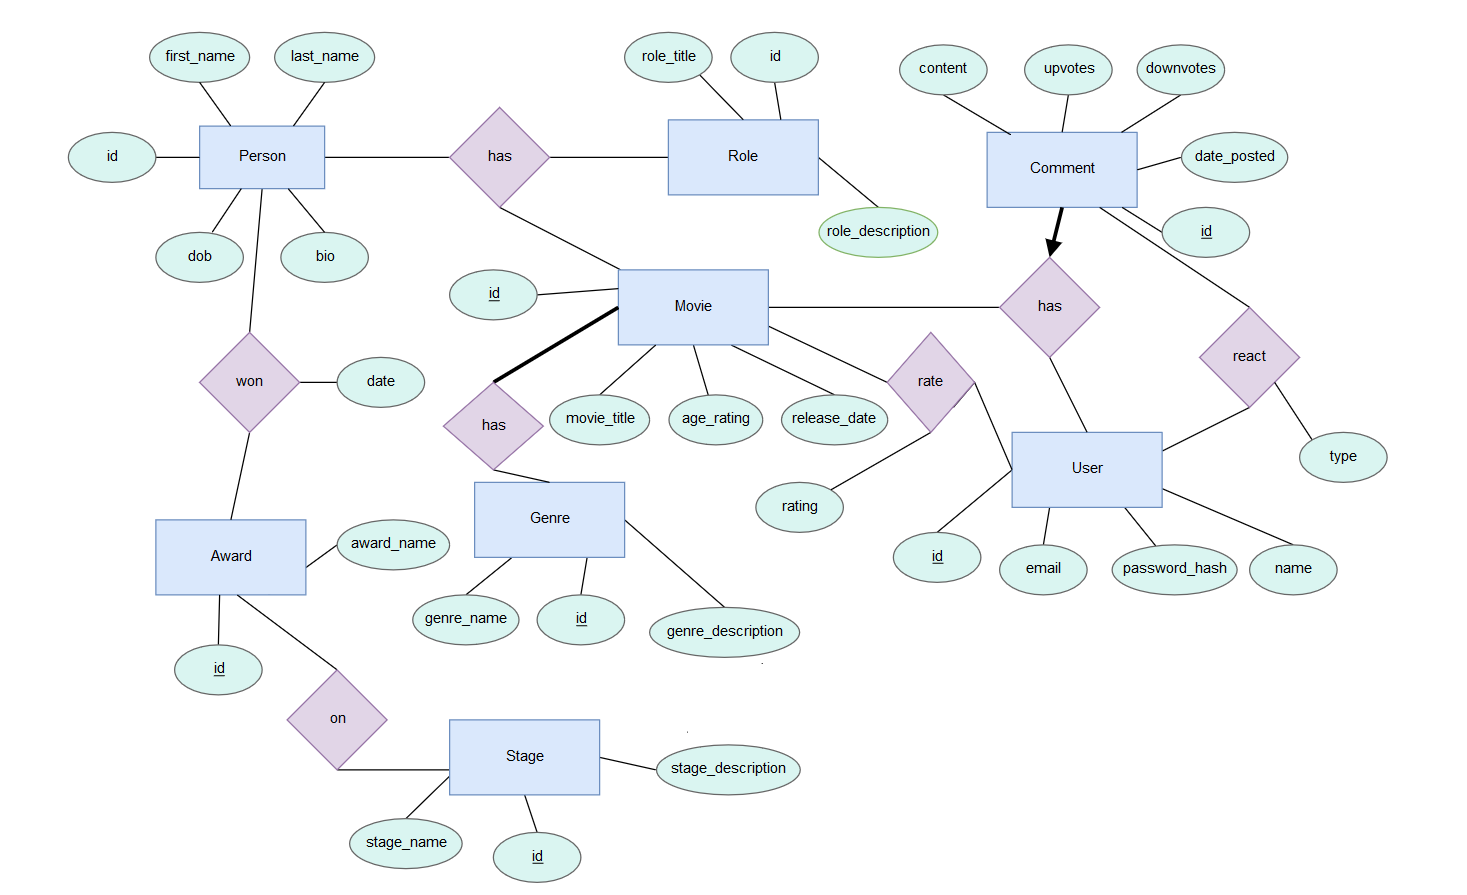 first_name
last_name
role_title
id
content
upvotes
downvotes
id
Person
has
Role
Comment
date_posted
dob
bio
role_description
id
id
Movie
has
won
date
has
movie_title
age_rating
release_date
rate
react
type
rating
User
Genre
Award
award_name
id
email
password_hash
name
genre_name
id
genre_description
id
on
Stage
stage_description
stage_name
id